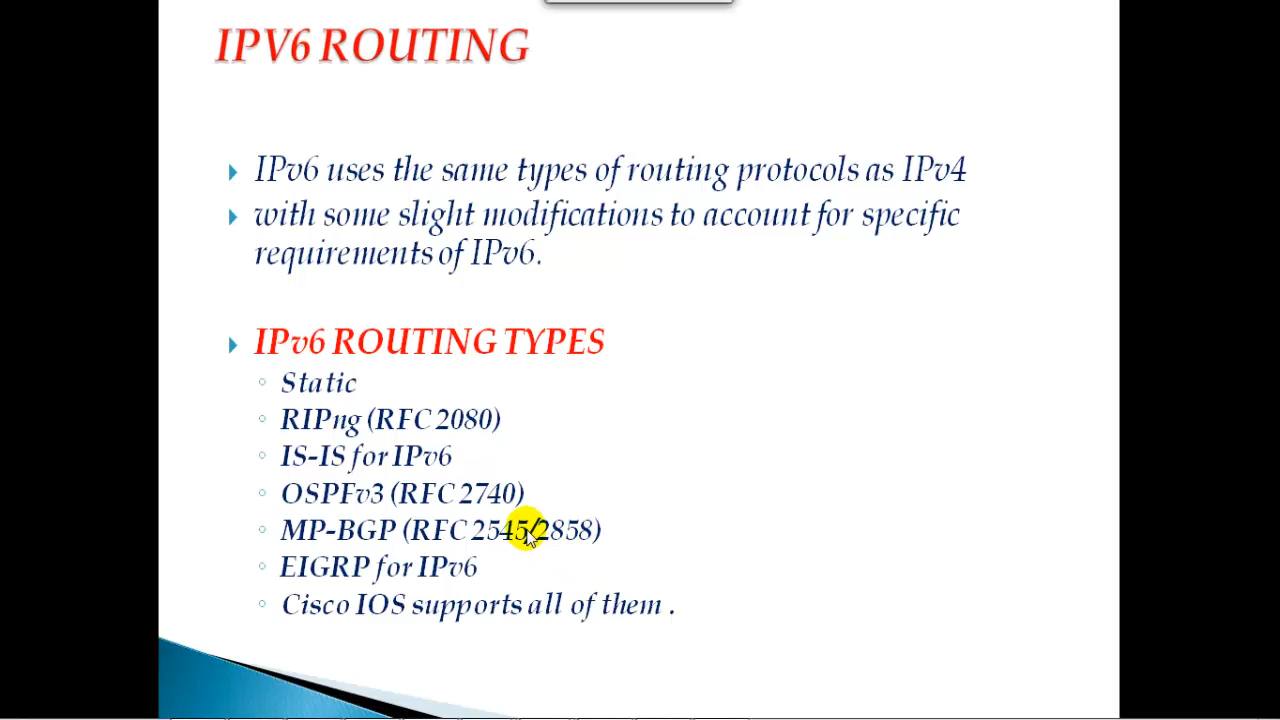 IPV6 ROUTING
IPv6 uses the same types of routing protocols as IPv4
with some slight modifications to account for specific
requirements of IPv6.
IPv6 ROUTING TYPES
Static
RIPng (RFC 2080)
IS-IS for IPv6
OSPFv3 (RFC 2740)
MP-BGP (RFC 2545/2858)
EIGRP for IPv6
Cisco IOS supports all of them .